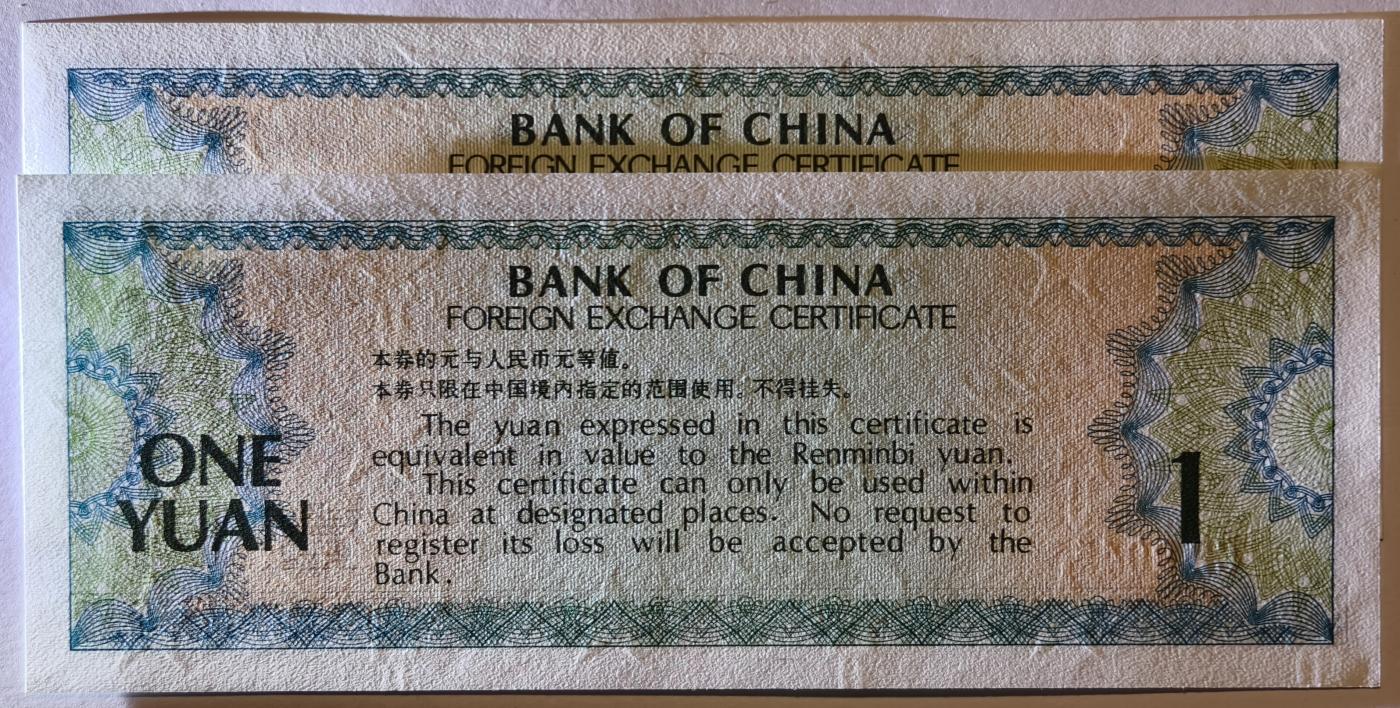 BANK OF CHINA
FOREIGN EXCHANGE CERTIFICATE
BANK OF CHINA
FOREIGN EXCHANGE CERTIFICATE
本券的元与人民币元等值。
本券只限在中国境内指定的范围使用。不得挂失。
The yuan expressed in this certificate is
equivalent in value to the Renminbi yuan.
This certificate can only be used within
China at designated places. No request to
register its loss will be accepted by the
Bank.
ONE
YUAN
1